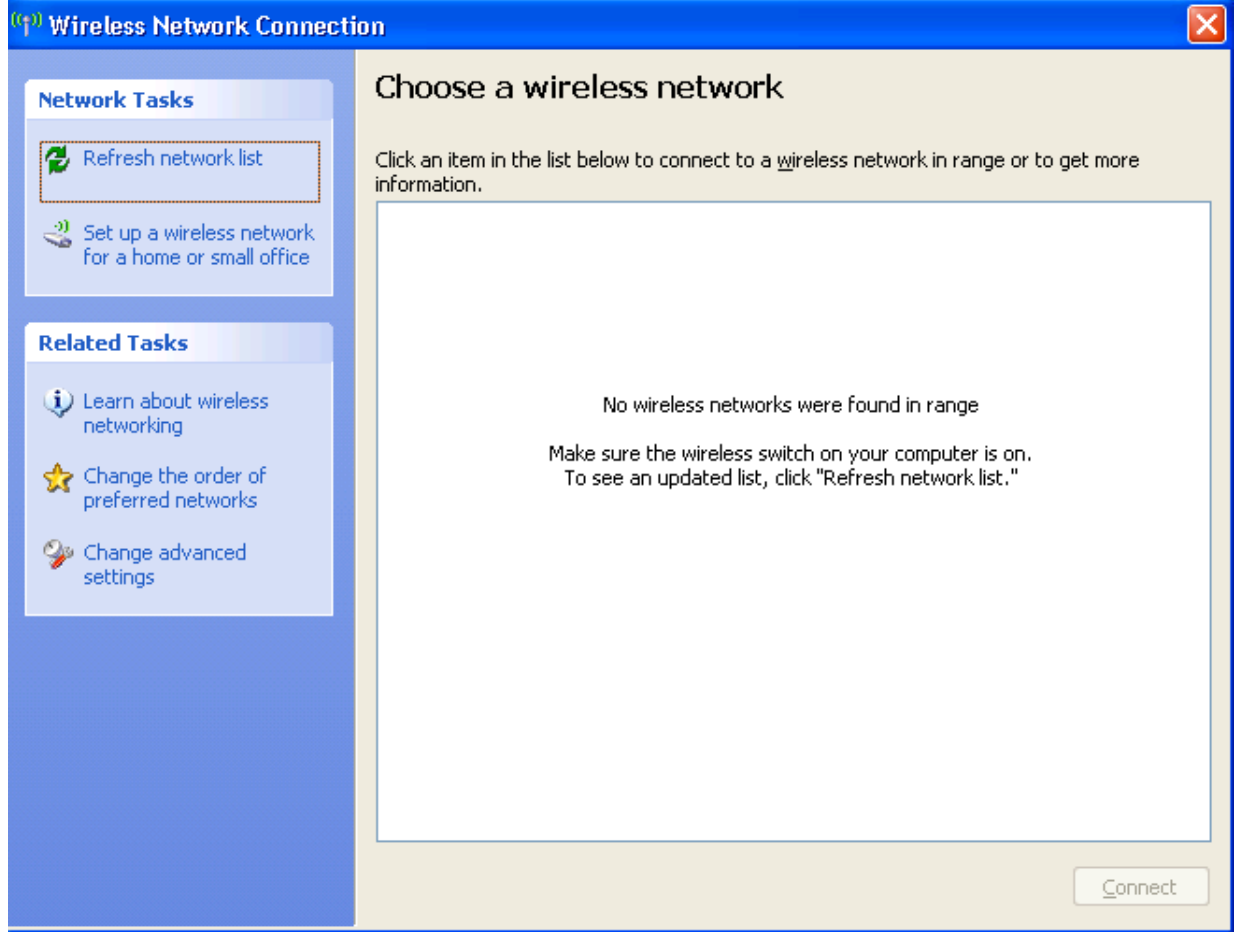 Wireless Network Connection
Network Tasks
Refresh network list
Set up a wireless network
for a home or small office
Related Tasks
Learn about wireless
networking
Change the order of
preferred networks
Change advanced
settings
Choose a wireless network
Click an item in the list below to connect to a wireless network in range or to get more
information.
No wireless networks were found in range
Make sure the wireless switch on your computer is on.
To see an updated list, click "Refresh network list."
Connect